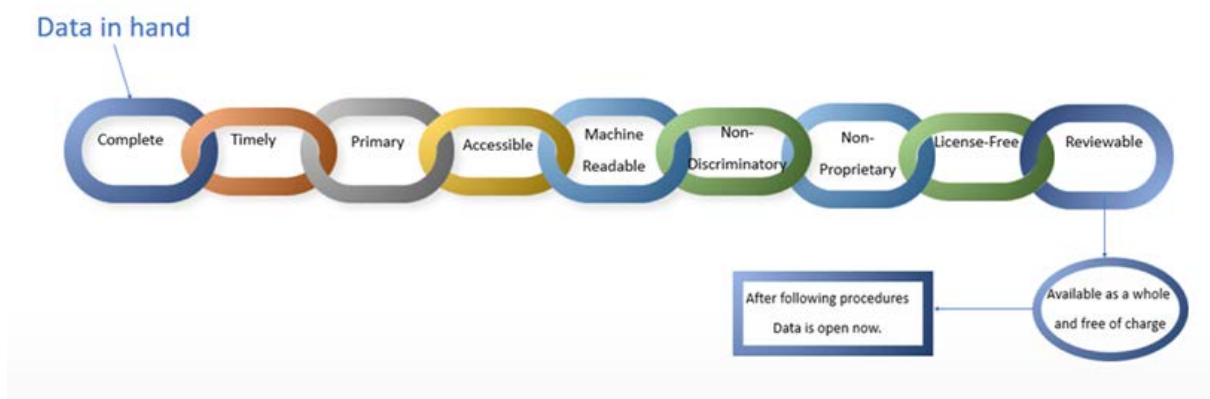 Data in hand
Complete
Timely
Primary
Accessible
Machine
Readable
Non-
Discriminatory
Non-
Proprietary
License-Free
Reviewable
Available as a whole
and free of charge
After following procedures
Data is open now.